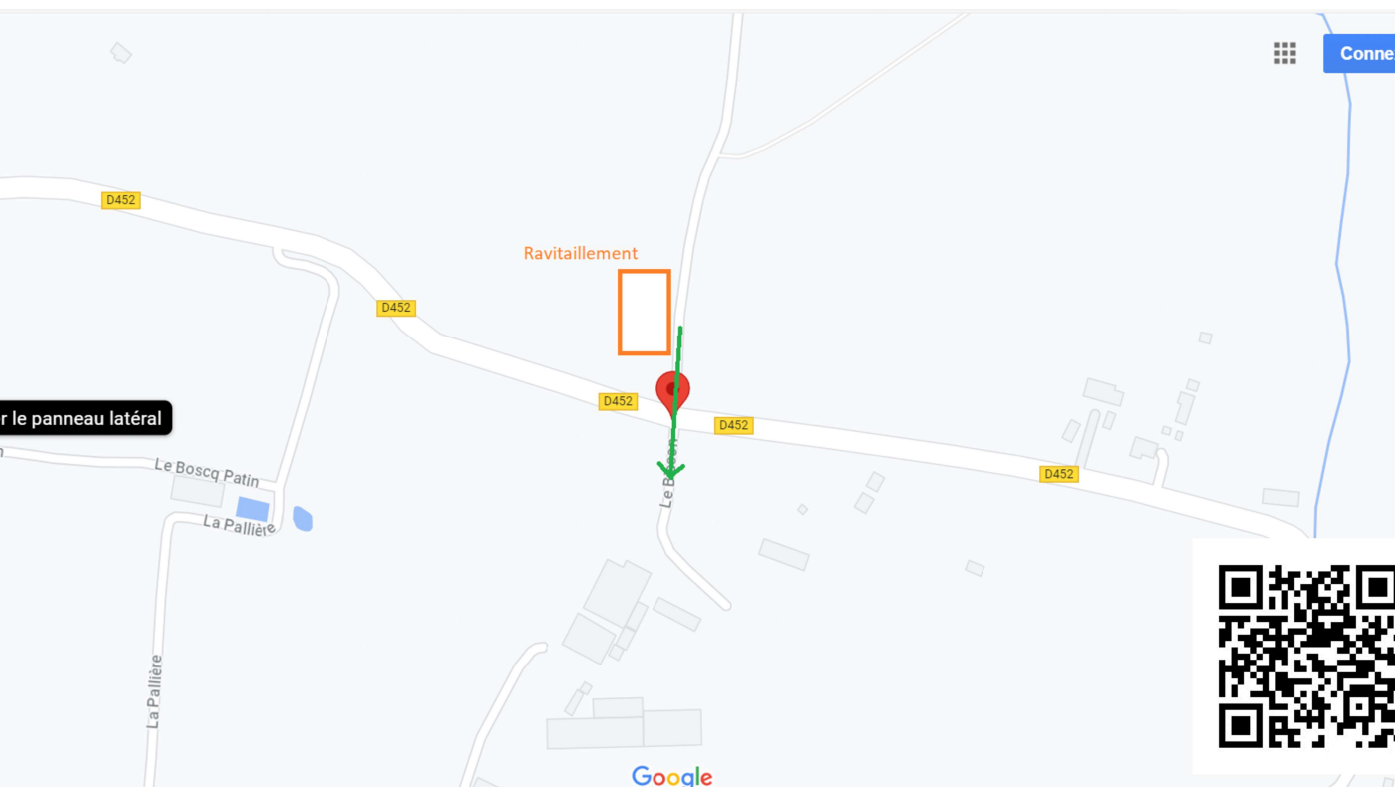 Conne
D452
Ravitaillement
D452
D452
D452
r le panneau latéral
Le Boscq Patin
D452
La Pallière
La Pallière
Google